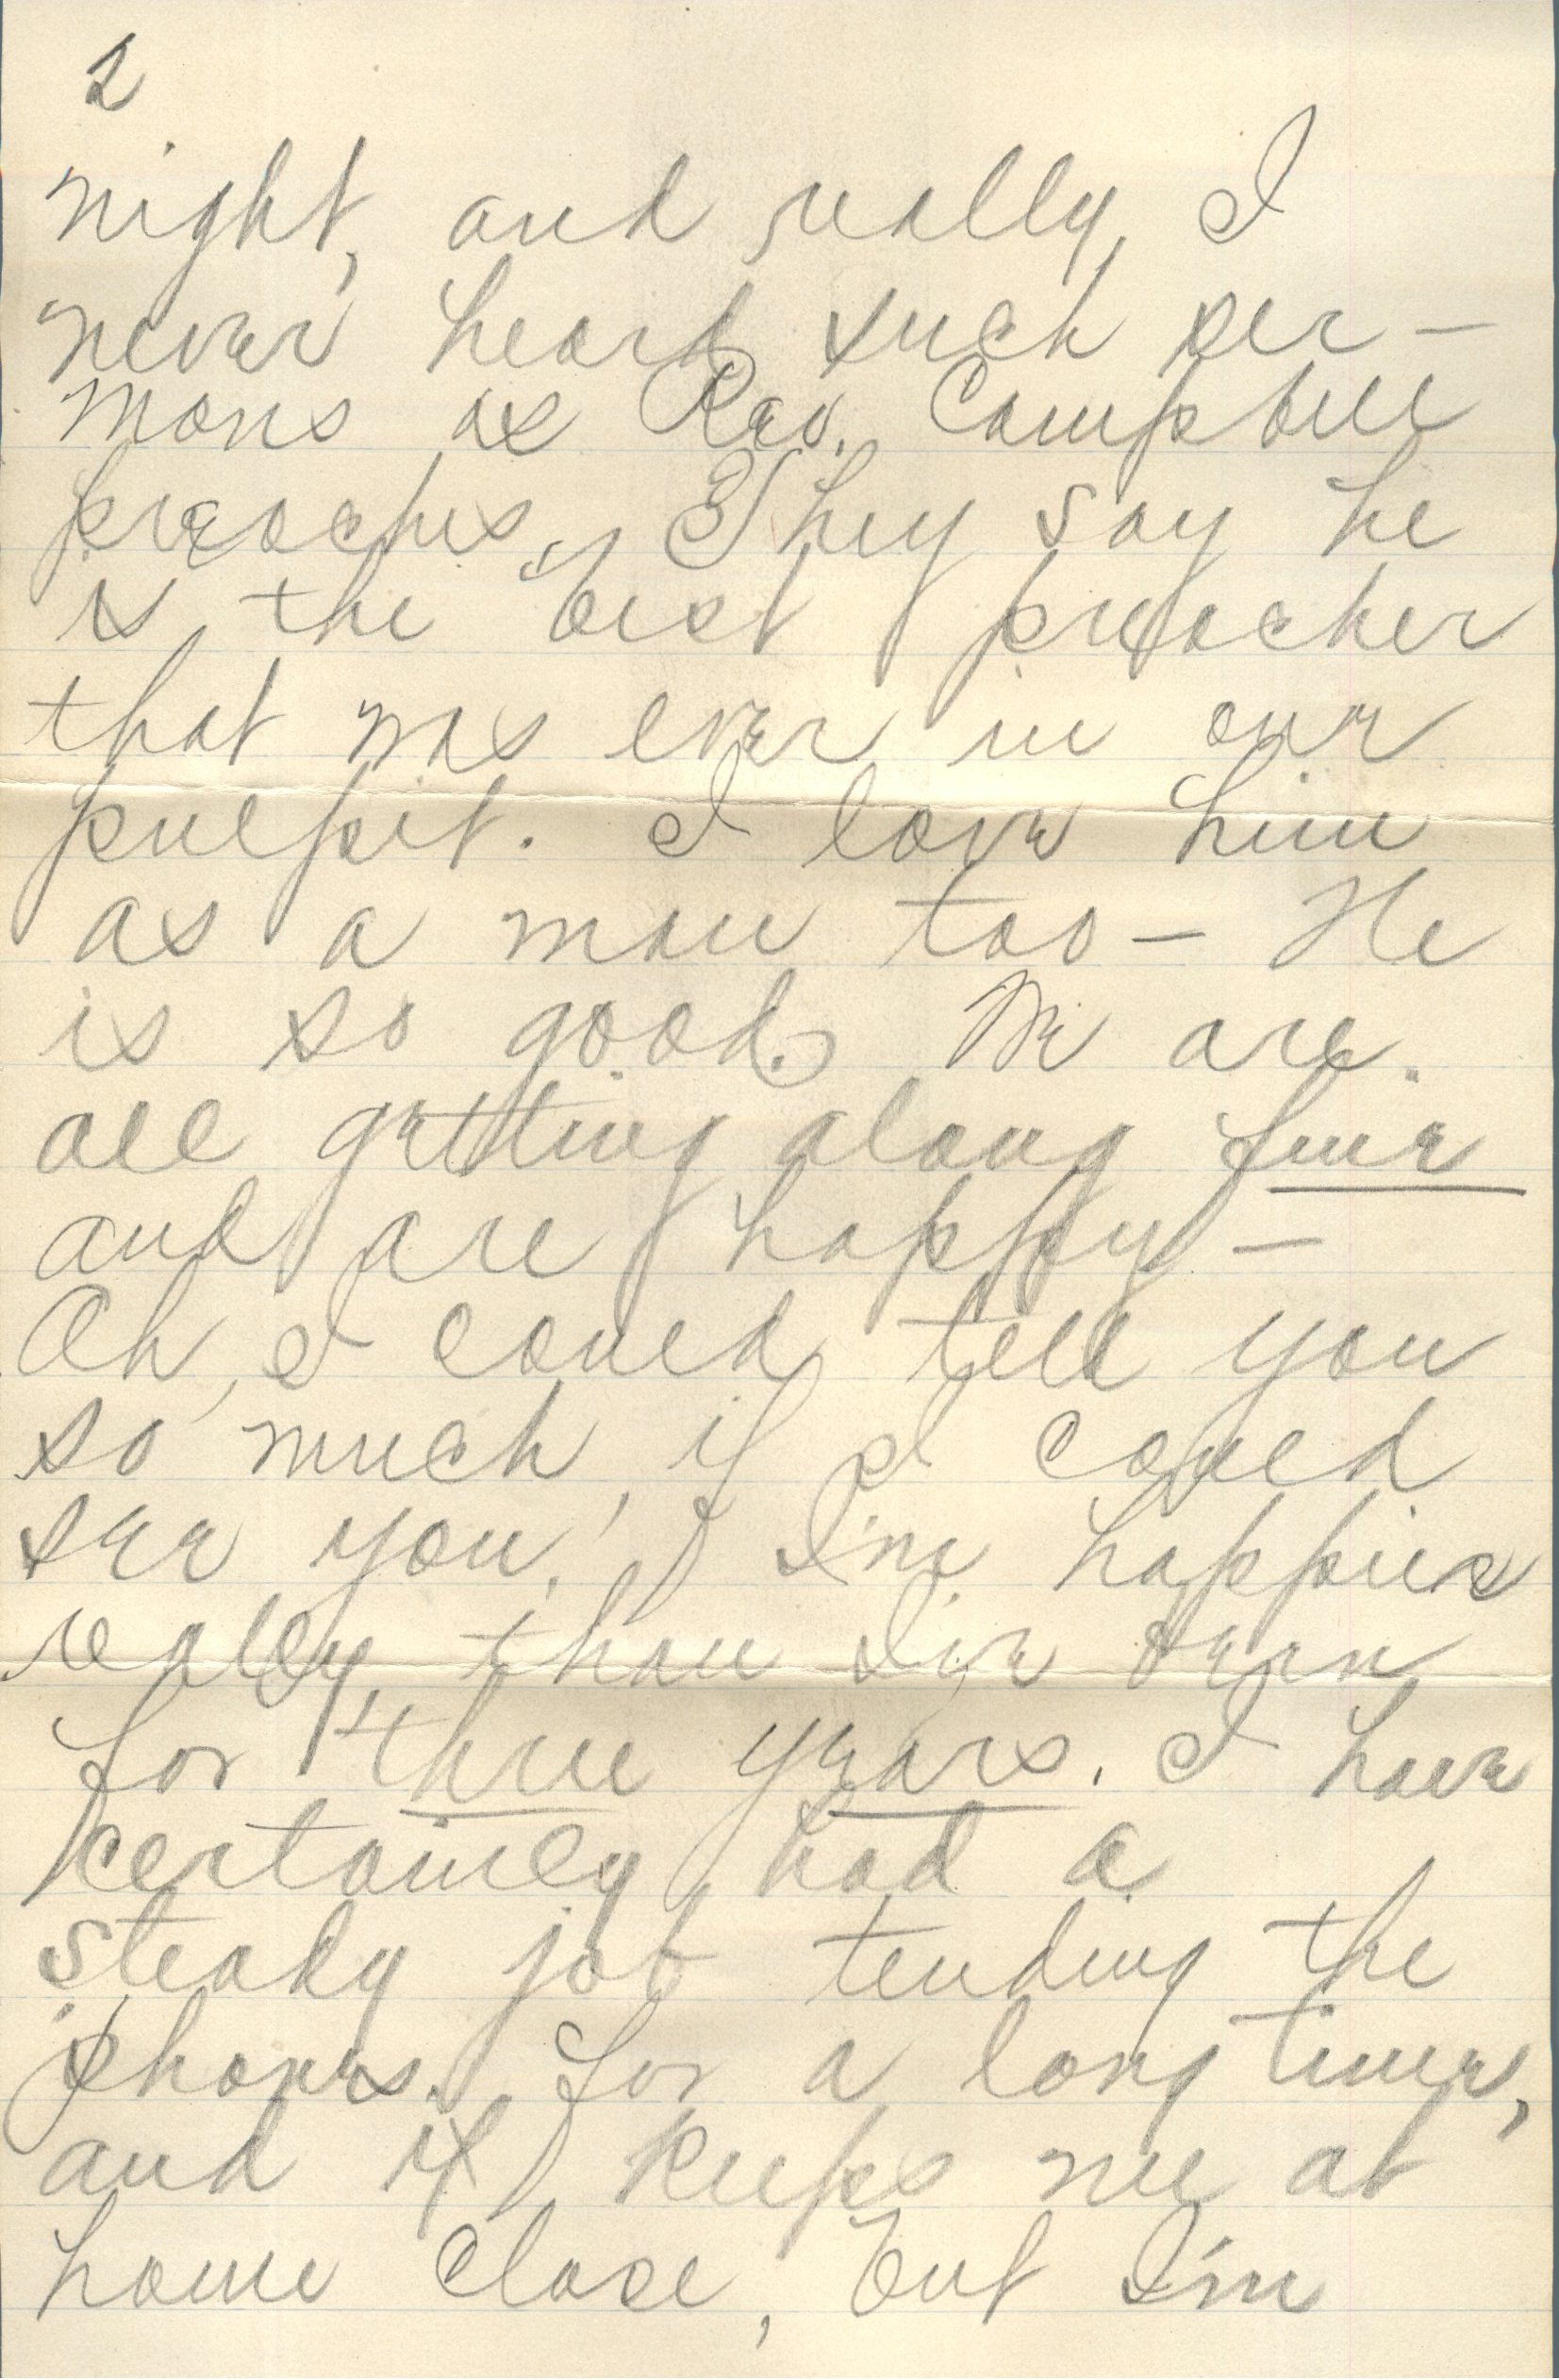 2
night, and really, I
never heard such ser-
mons as Rev. Campbell
preaches. They say he
is the best preacher
that was ever in our
pulpit. I love him
as a man too - He
is so good. We are
all getting along fine
and are happy -
Oh, I could tell you
so much, if I could
see you! I'm happier
really, than I've been
for three years. I have
certainly had a
steady job tending the
phones. for a long time,
and it keeps me at
home close, but I'm